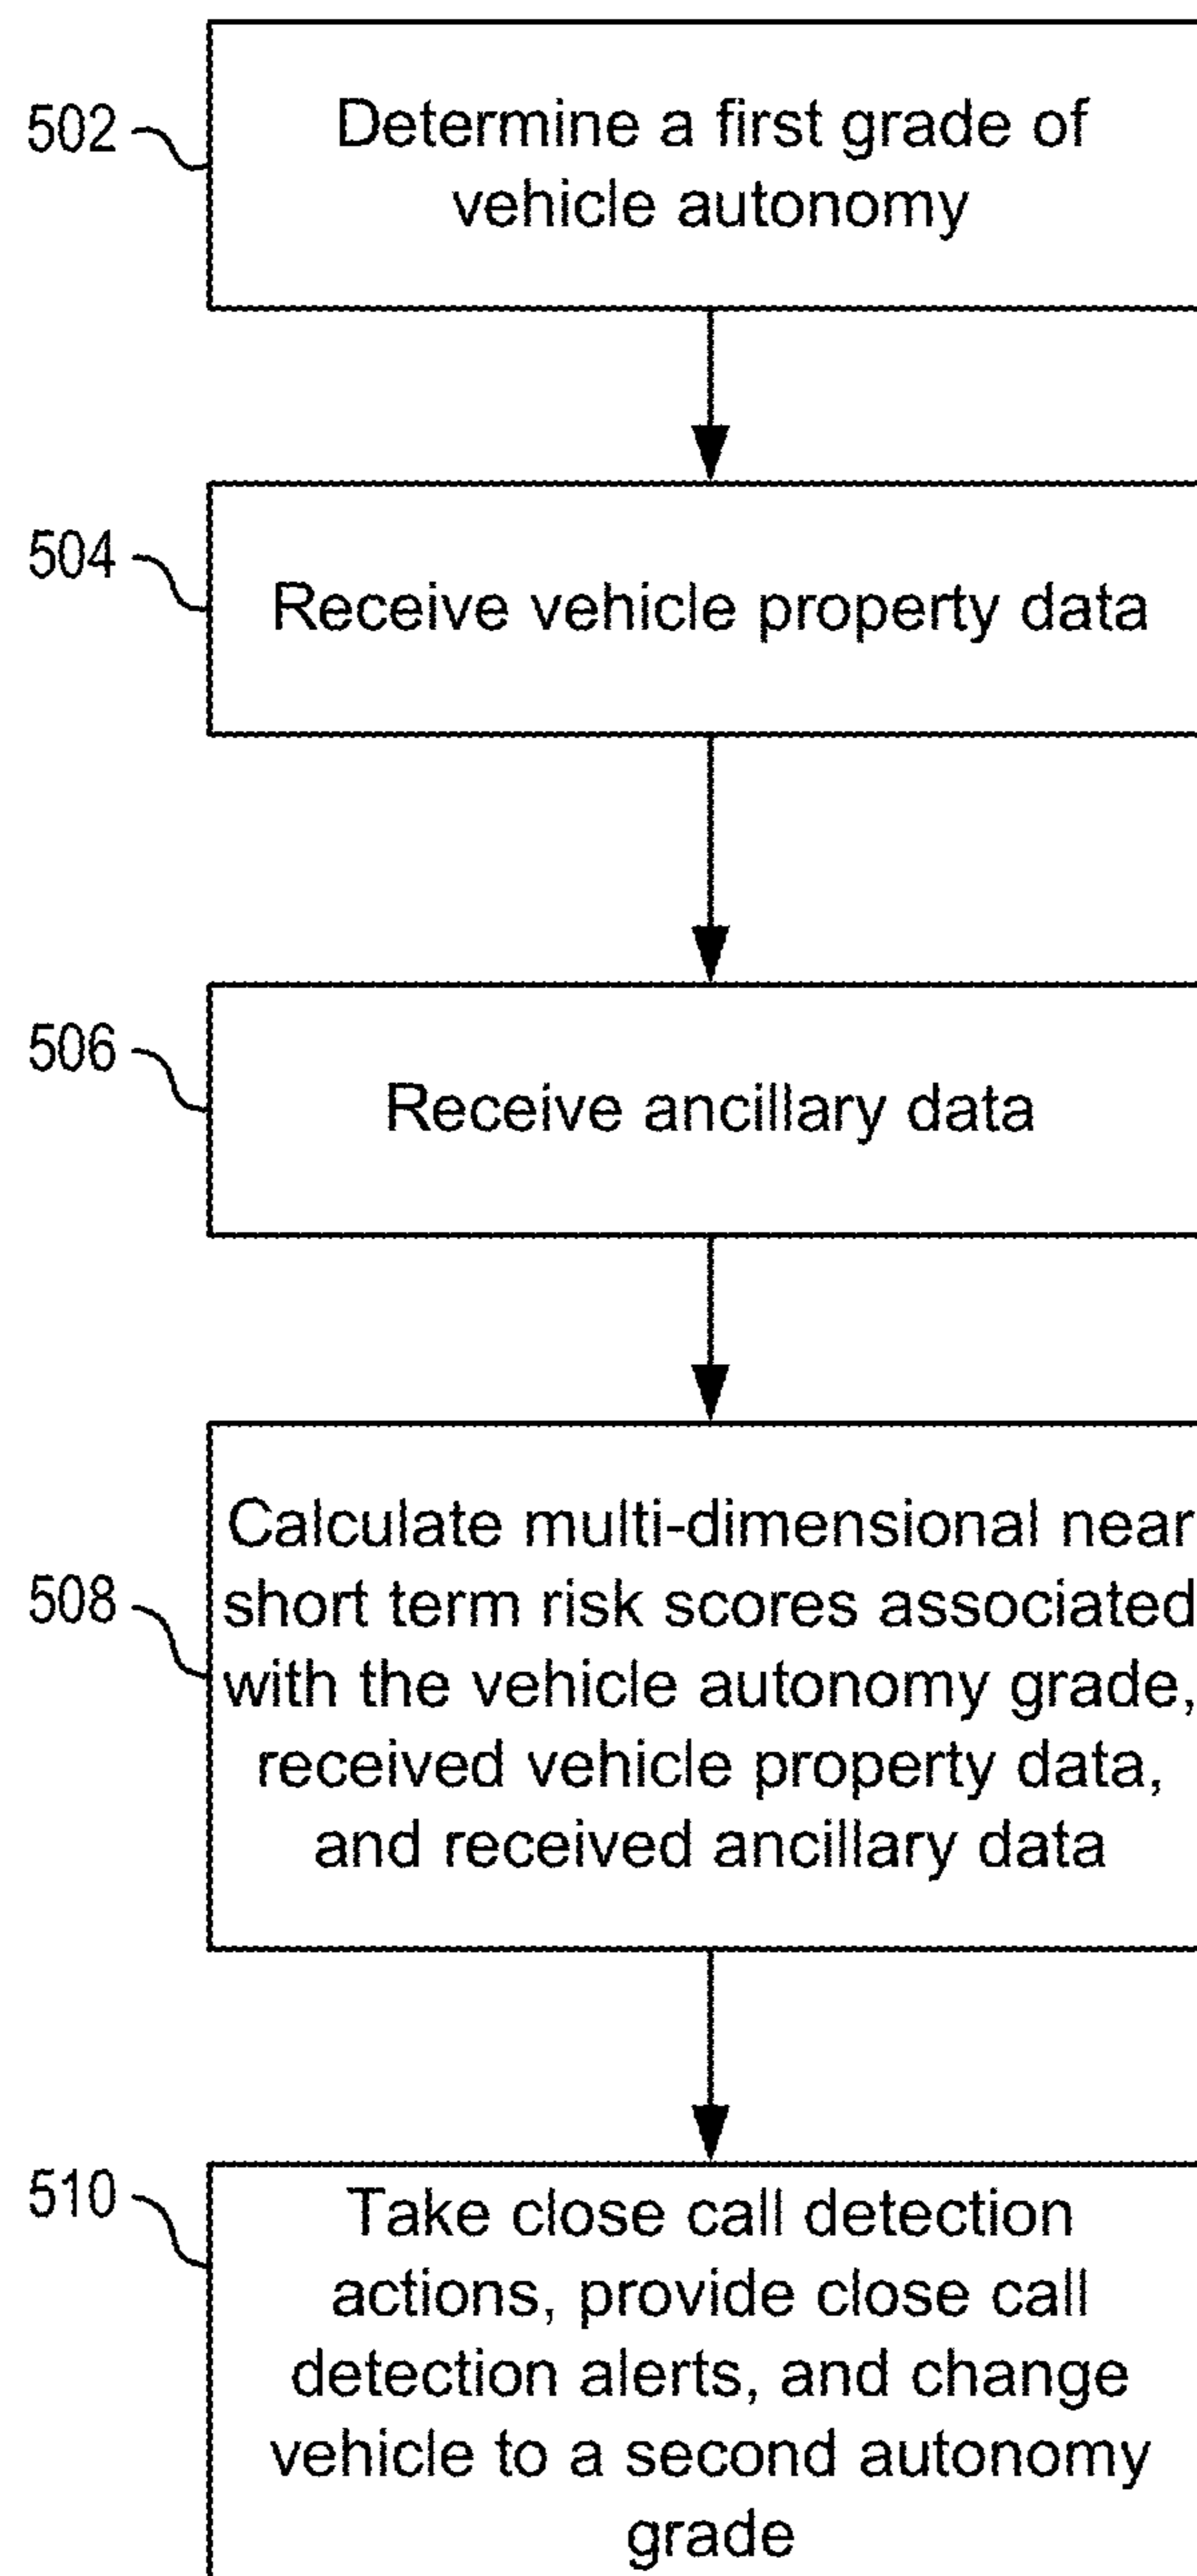 502
Determine a first grade of
vehicle autonomy
504
Receive vehicle property data
506
Receive ancillary data
508
Calculate multi-dimensional near
short term risk scores associated
with the vehicle autonomy grade,
received vehicle property data,
and received ancillary data
510
Take close call detection
actions, provide close call
detection alerts, and change
vehicle to a second autonomy
grade